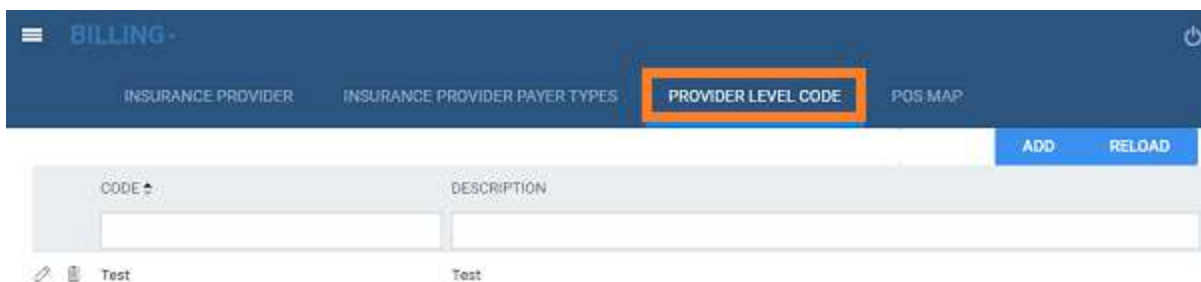 BILLING-
INSURANCE PROVIDER INSURANCE PROVIDER PAYER TYPES PROVIDER LEVEL CODE POS MAP
ADD RELOAD
CODE DESCRIPTION
Test Test